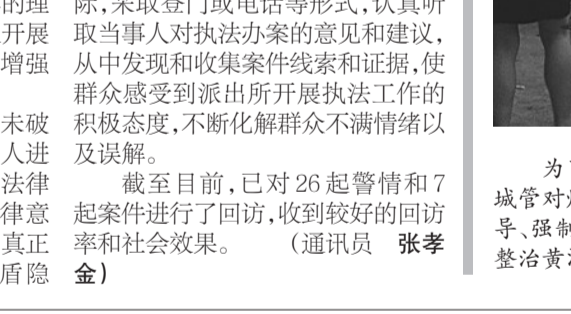 的理
开展
增强
未破
人进
法律
律意
真正
盾隐
际,采取登门或电话等形式,认真听
取当事人对执法办案的意见和建议,
从中发现和收集案件线索和证据,使
群众感受到派出所开展执法工作的
积极态度,不断化解群众不满情绪以
及误解。
截至目前,已对26起警情和7
起案件进行了回访,收到较好的回访
率和社会效果。 (通讯员 张孝
金)
为
城管对
导、强制
整治黄